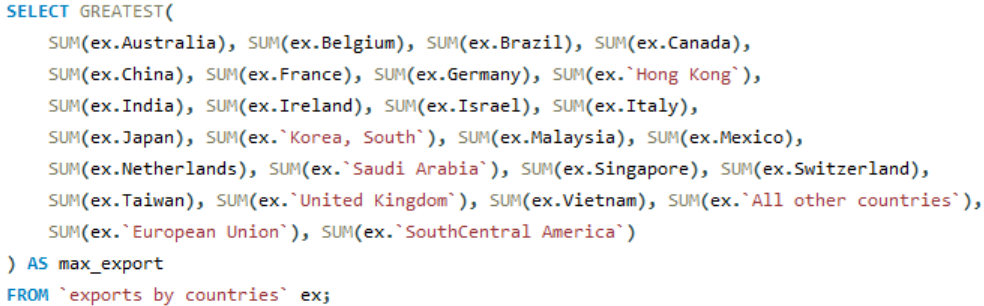 SELECT GREATEST(
SUM(ex.Australia), SUM(ex.Belgium), SUM(ex.Brazil), SUM(ex.Canada),
SUM(ex.China), SUM(ex.France), SUM(ex.Germany), SUM(ex.`Hong Kong`),
SUM(ex.India), SUM(ex.Ireland), SUM(ex.Israel), SUM(ex.Italy),
SUM(ex.Japan), SUM(ex.`Korea, South`), SUM(ex.Malaysia), SUM(ex.Mexico),
SUM(ex.Netherlands), SUM(ex.`Saudi Arabia`), SUM(ex.Singapore), SUM(ex.Switzerland),
SUM(ex.Taiwan), SUM(ex.`United Kingdom`), SUM(ex.Vietnam), SUM(ex.`All other countries`),
SUM(ex.`European Union`), SUM(ex.`SouthCentral America`)
) AS max_export
FROM `exports by countries` ex;